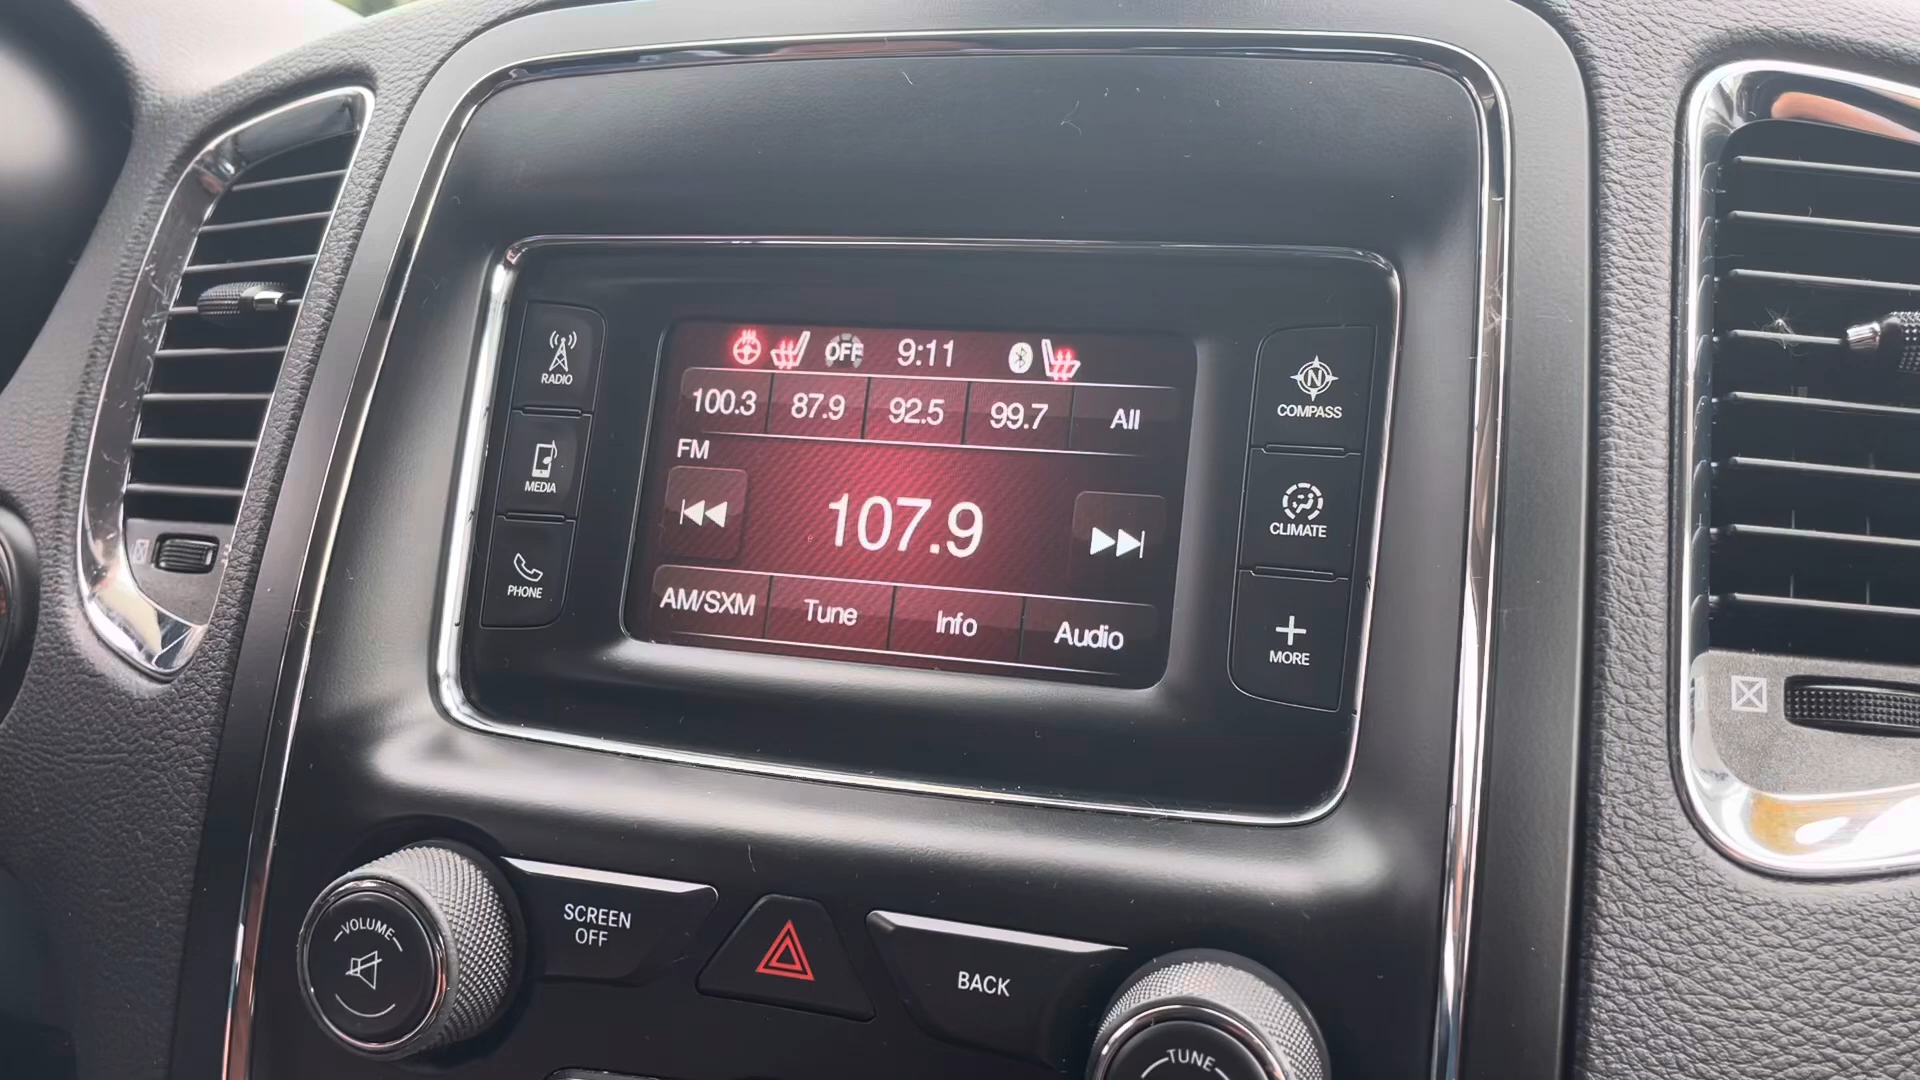 OFF 9:11
100.3 87.9 92.5 99.7 All
FM
107.9
AM/SXM Tune Info Audio
RADIO
MEDIA
PHONE
N
COMPASS
CLIMATE
MORE
VOLUME
SCREEN
OFF
BACK
TUNE